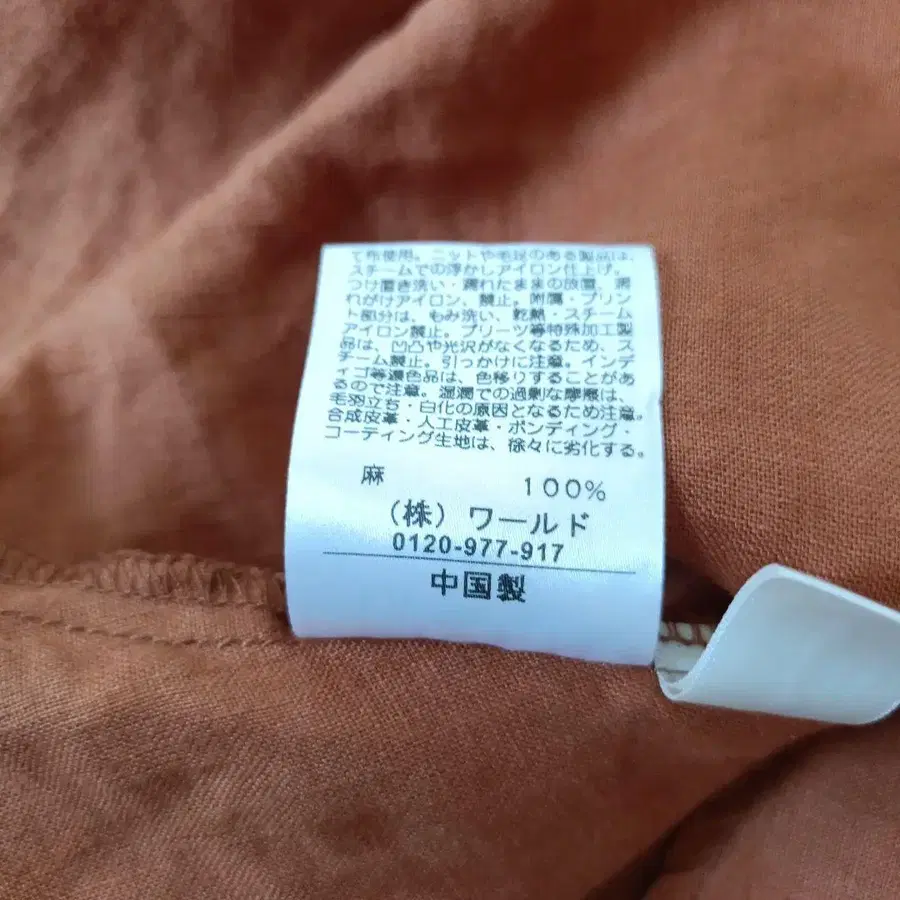 て布使用。ニットや毛足のある製品は、
スチームでの浮かしアイロン仕上げ。
つけ置き洗い・濡れたままの放置、濡
れがけアイロン、禁止。附属・プリン
ト部分は、もみ洗い、乾熱・スチーム
アイロン禁止。プリーツ等特殊加工製
品は、凹凸や光沢がなくなるため、ス
チーム禁止。引っかけに注意。インデ
ィゴ等濃色品は、色移りすることがあ
るので注意。湿潤での過剰な摩擦は、
毛羽立ち・白化の原因となるため注意。
合成皮革・人工皮革・ボンディング・
コーティング生地は、徐々に劣化する。
麻 100%
(株)ワールド
0120-977-917
中国製